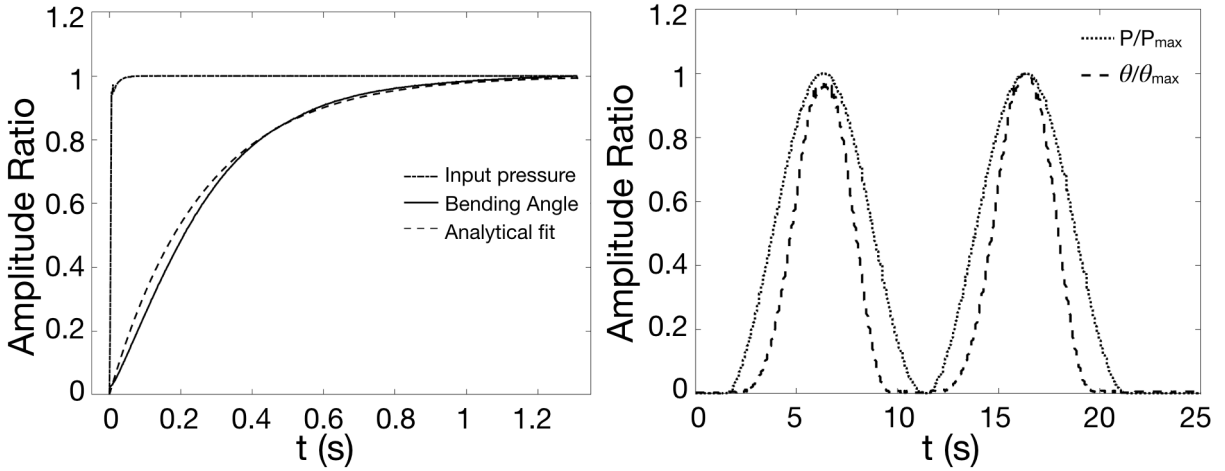 Amplitude Ratio
1.2
1
0.8
0.6
0.4
0.2
0
0 0.2 0.4 0.6 0.8 1 1.2
t (s)
Input pressure
Bending Angle
Analytical fit
Amplitude Ratio
1.2
1
0.8
0.6
0.4
0.2
0
0 5 10 15 20 25
t (s)
P/Pmax
θ/θmax